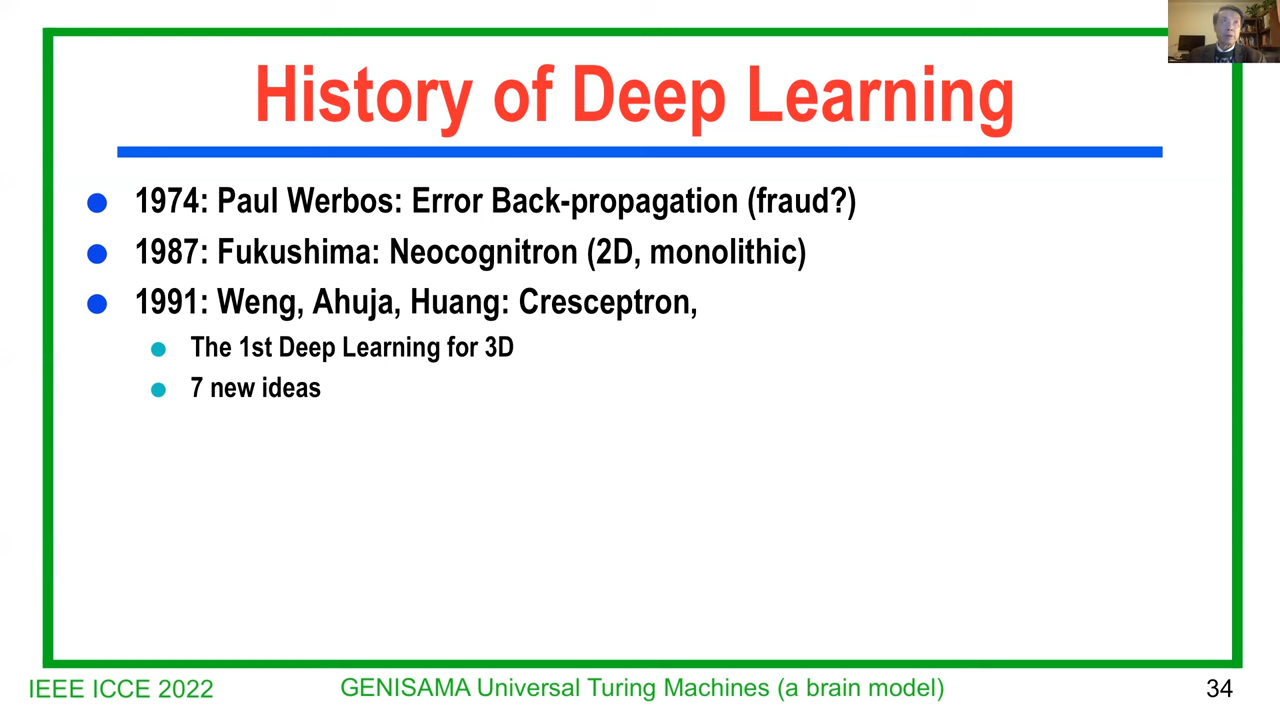 History of Deep Learning
1974: Paul Werbos: Error Back-propagation (fraud?)
1987: Fukushima: Neocognitron (2D, monolithic)
1991: Weng, Ahuja, Huang: Cresceptron,
The 1st Deep Learning for 3D
7 new ideas
IEEE ICCE 2022
GENISAMA Universal Turing Machines (a brain model)
34